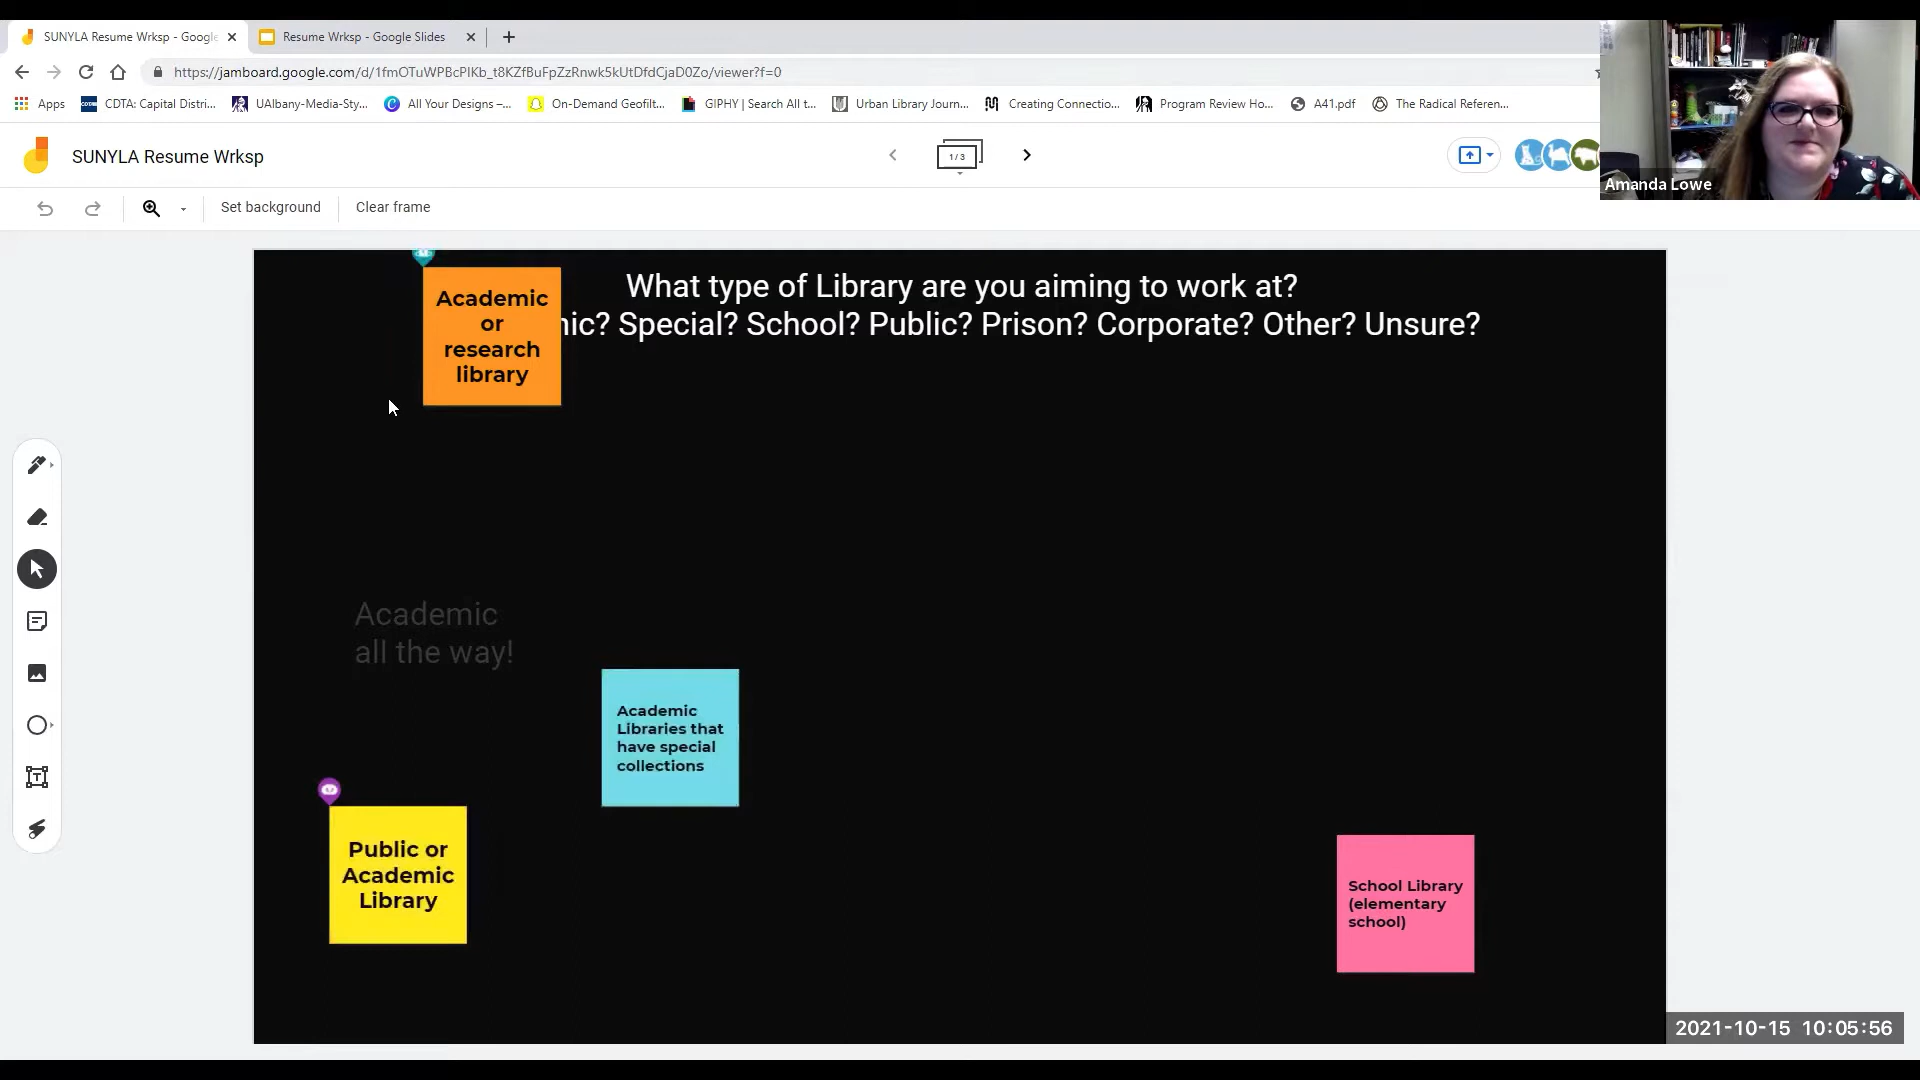 SUNYLA Resume Wrksp - Google
Resume Wrksp - Google Slides
https://jamboard.google.com/d/1fmOTuWPBcPIKb_t8KZfBuFpZzRnwk5kUtDfdCjaD0Zo/viewer?f=0
Apps
CDTA: Capital Distri...
UAlbany-Media-Sty...
All Your Designs –...
On-Demand Geofilt...
GIPHY | Search All t...
Urban Library Journ...
Creating Connectio...
Program Review Ho...
A41.pdf
The Radical Referen...
SUNYLA Resume Wrksp
1 / 3
Amanda Lowe
Set background
Clear frame
What type of Library are you aiming to work at?
nic? Special? School? Public? Prison? Corporate? Other? Unsure?
Academic
or
research
library
Academic
all the way!
Academic
Libraries that
have special
collections
Public or
Academic
Library
School Library
(elementary
school)
2021-10-15 10:05:56